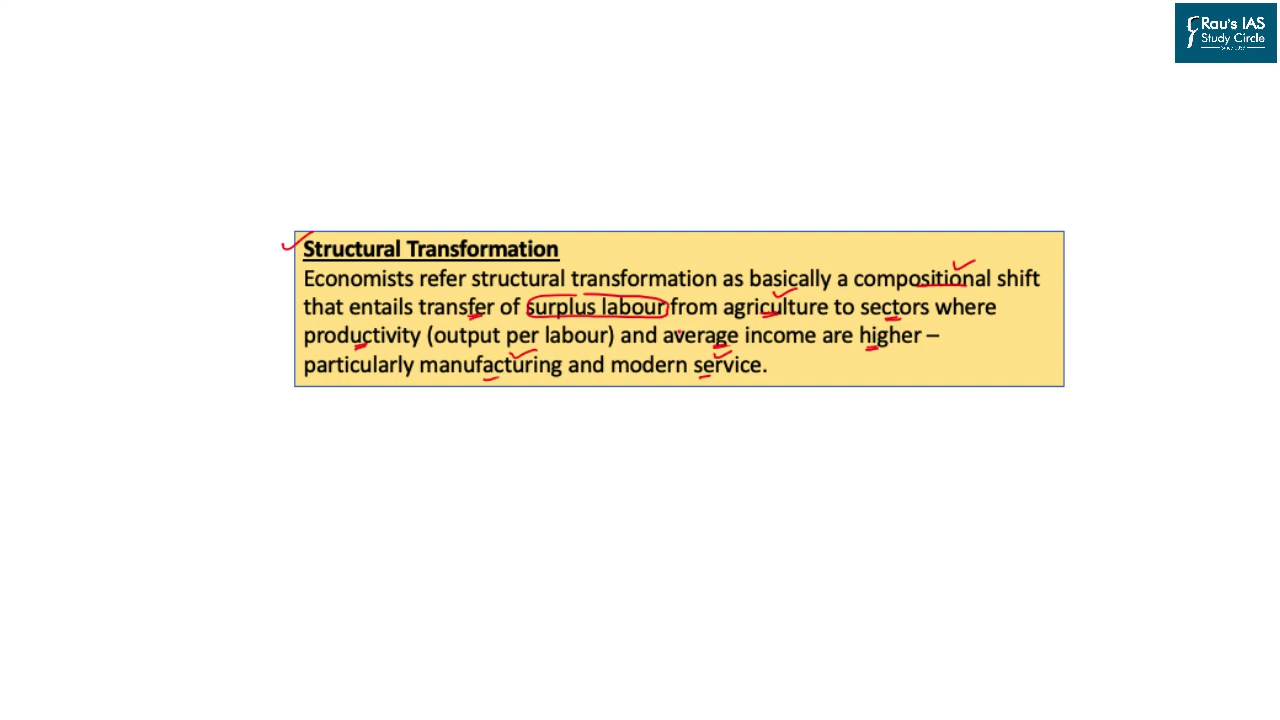 Rau's IAS
Study Circle
Structural Transformation
Economists refer structural transformation as basically a compositional shift
that entails transfer of surplus labour from agriculture to sectors where
productivity (output per labour) and average income are higher –
particularly manufacturing and modern service.